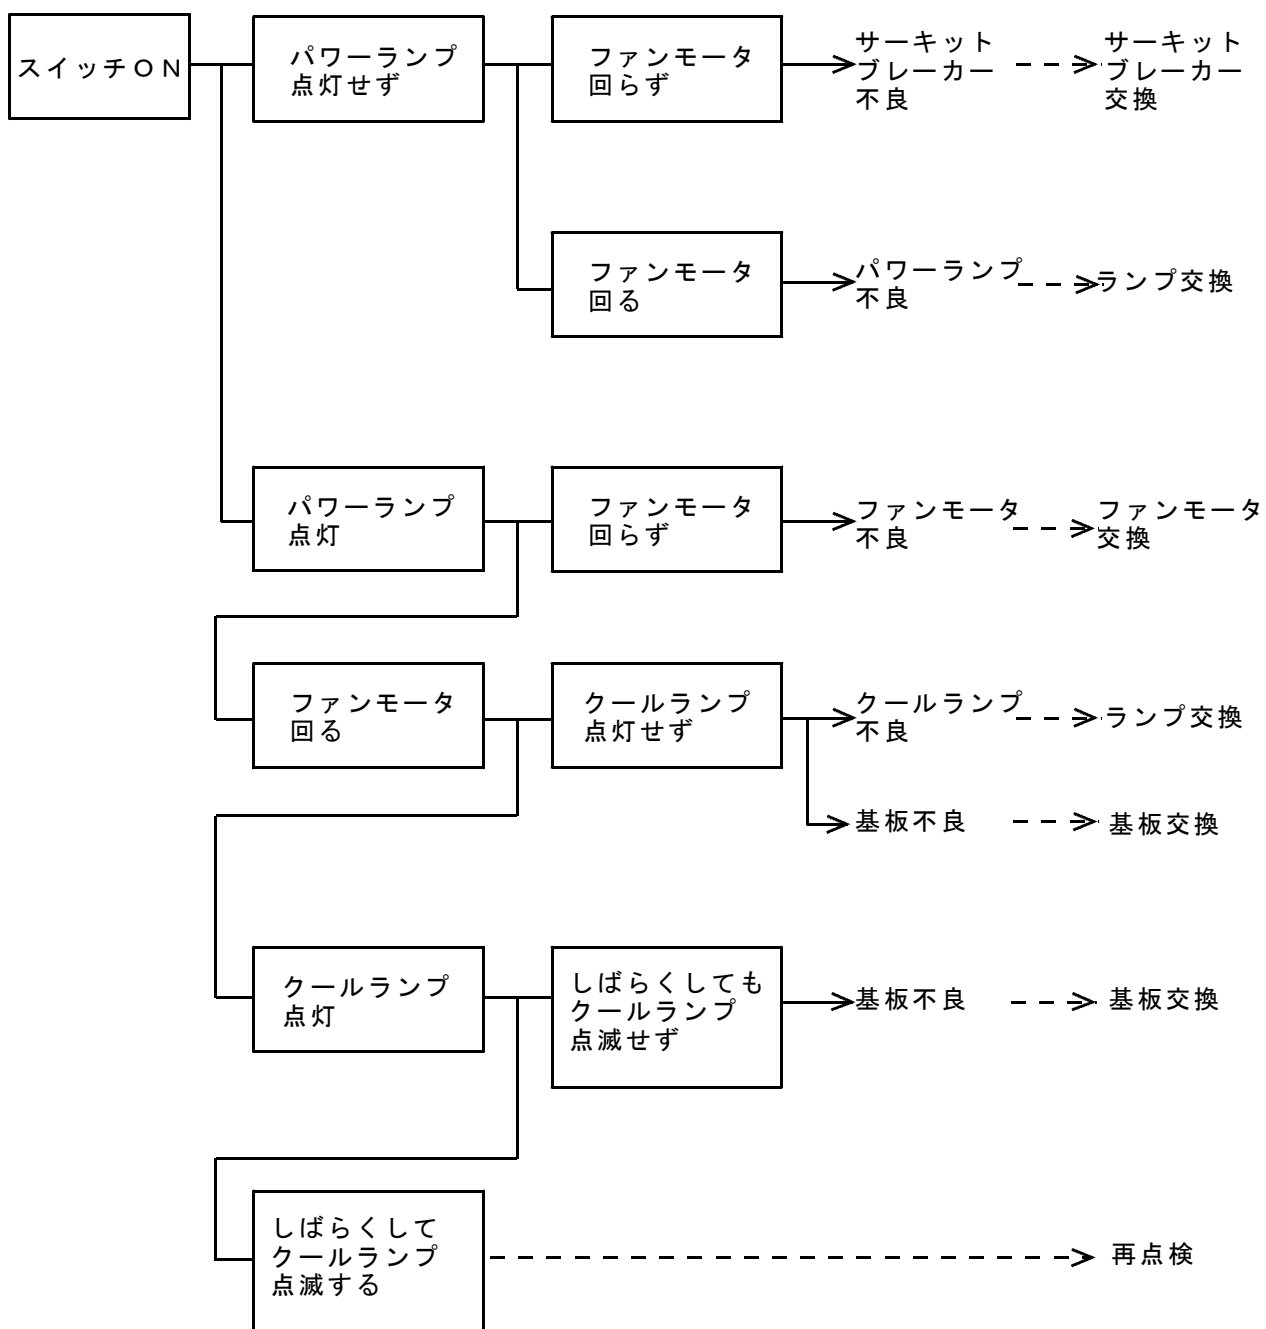 スイッチＯＮ
パワーランプ
点灯せず
ファンモータ
回らず
サーキット
ブレーカー
不良
サーキット
ブレーカー
交換
ファンモータ
回る
パワーランプ
不良
ランプ交換
パワーランプ
点灯
ファンモータ
回らず
ファンモータ
不良
ファンモータ
交換
ファンモータ
回る
クールランプ
点灯せず
クールランプ
不良
ランプ交換
基板不良
基板交換
クールランプ
点灯
しばらくしても
クールランプ
点滅せず
基板不良
基板交換
しばらくして
クールランプ
点滅する
再点検